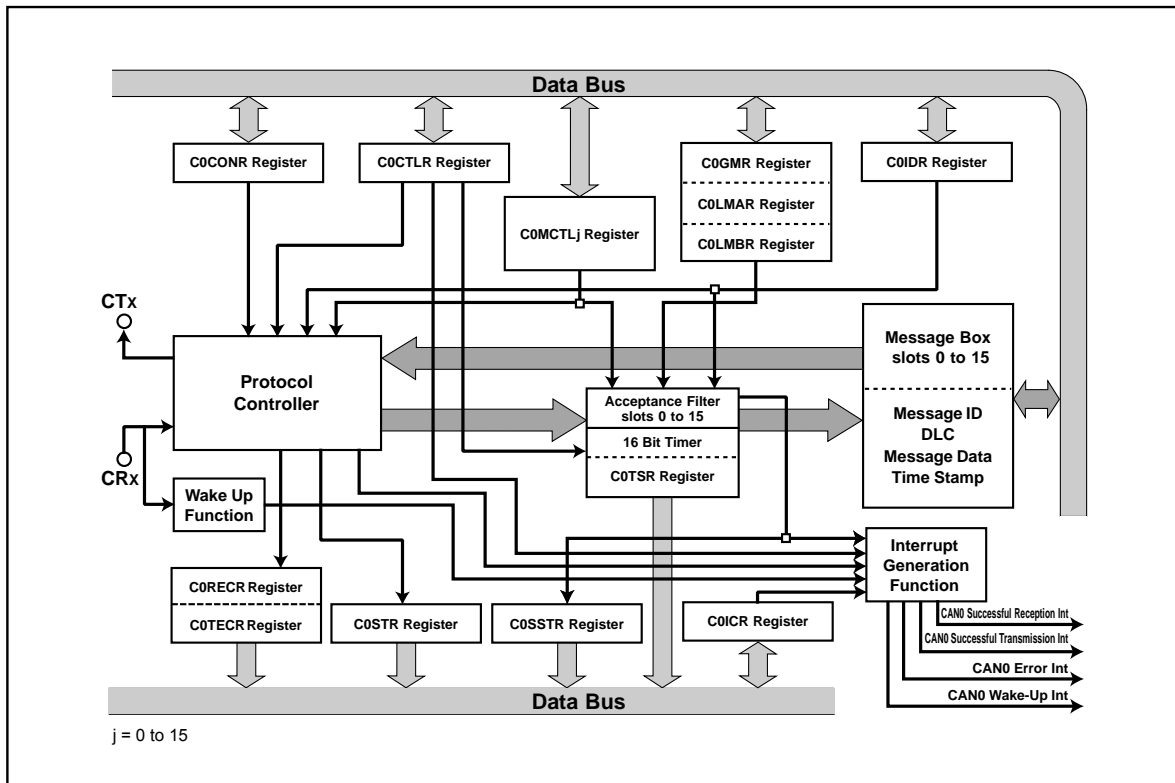 Data Bus
C0CONR Register
C0CTLR Register
C0MCTLj Register
C0GMR Register
C0LMAR Register
C0LMBR Register
C0IDR Register
CTx
CRx
Protocol
Controller
Acceptance Filter
slots 0 to 15
16 Bit Timer
C0TSR Register
Message Box
slots 0 to 15
Message ID
DLC
Message Data
Time Stamp
Wake Up
Function
Interrupt
Generation
Function
C0RECR Register
C0TECR Register
C0STR Register
C0SSTR Register
C0ICR Register
CAN0 Successful Reception Int
CAN0 Successful Transmission Int
CAN0 Error Int
CAN0 Wake-Up Int
Data Bus
j = 0 to 15